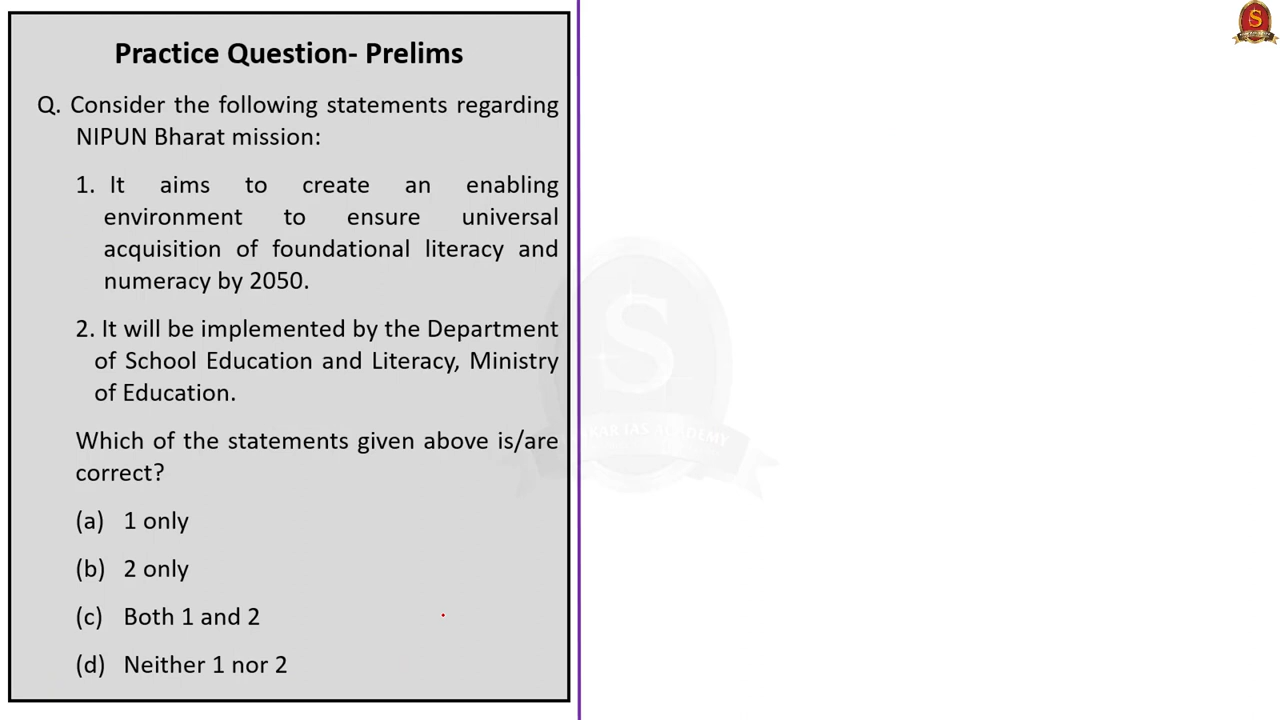 Practice Question- Prelims
Q. Consider the following statements regarding
NIPUN Bharat mission:
1. It aims to create an enabling
environment to ensure universal
acquisition of foundational literacy and
numeracy by 2050.
2. It will be implemented by the Department
of School Education and Literacy, Ministry
of Education.
Which of the statements given above is/are
correct?
(a) 1 only
(b) 2 only
(c) Both 1 and 2
(d) Neither 1 nor 2
S
S
IAS ACADEMY